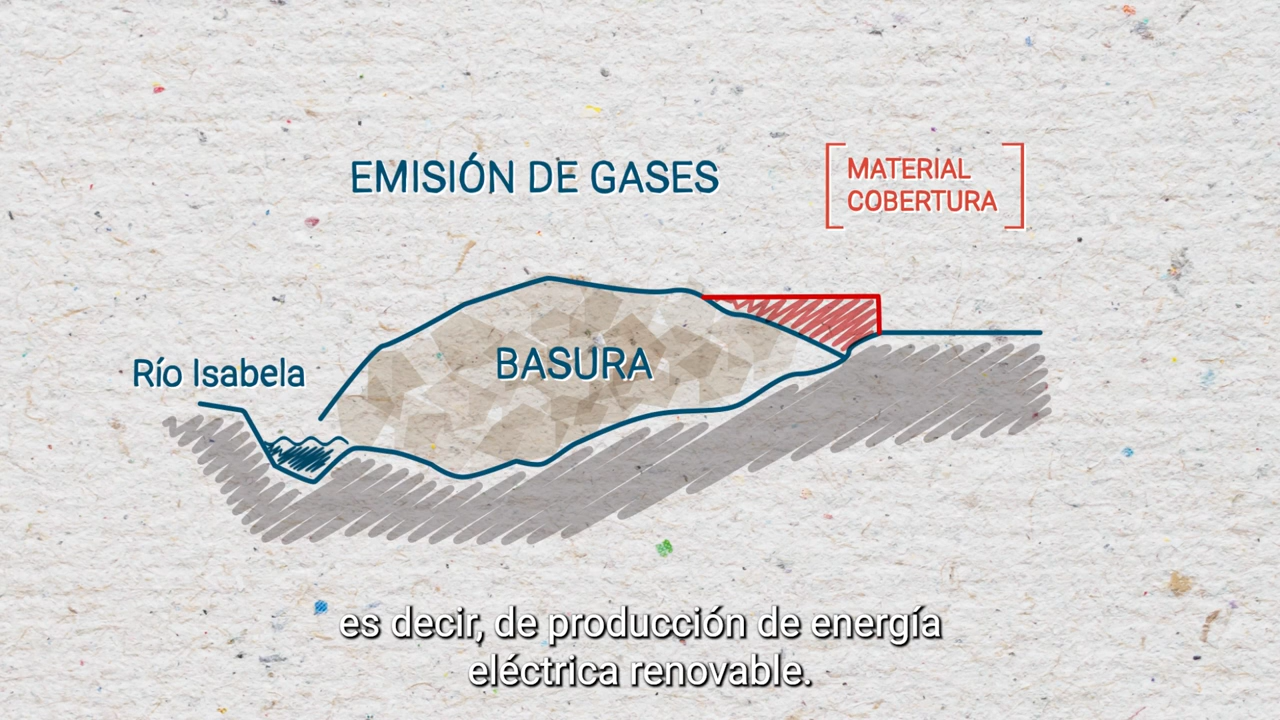 EMISIÓN DE GASES
MATERIAL
COBERTURA
BASURA
Río Isabela
es decir, de producción de energía
eléctrica renovable.